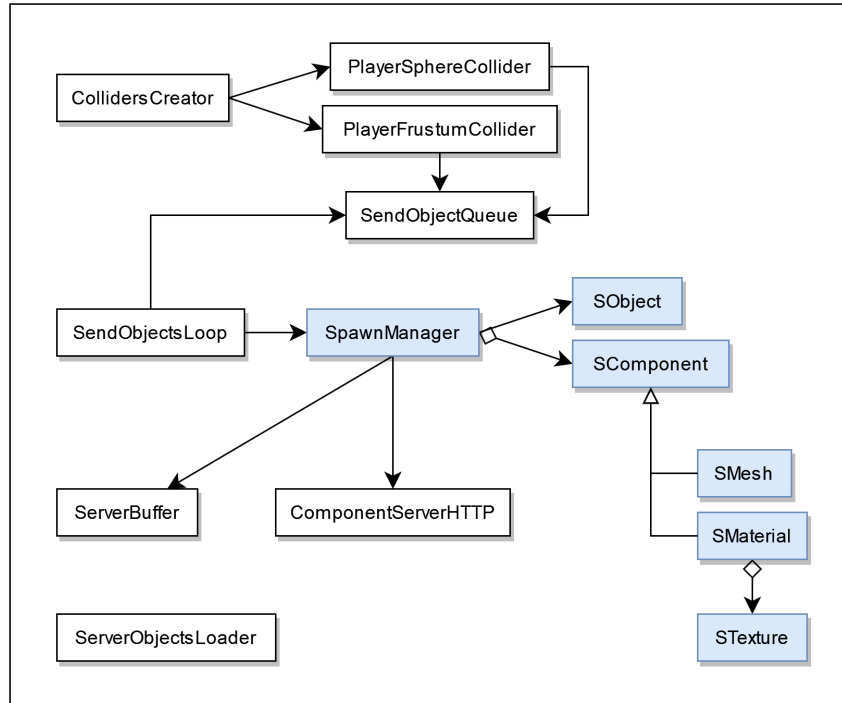 PlayerSphereCollider
CollidersCreator
PlayerFrustumCollider
SendObjectQueue
SObject
SendObjectsLoop
SpawnManager
SComponent
SMesh
ServerBuffer
ComponentServerHTTP
SMaterial
ServerObjectsLoader
STexture